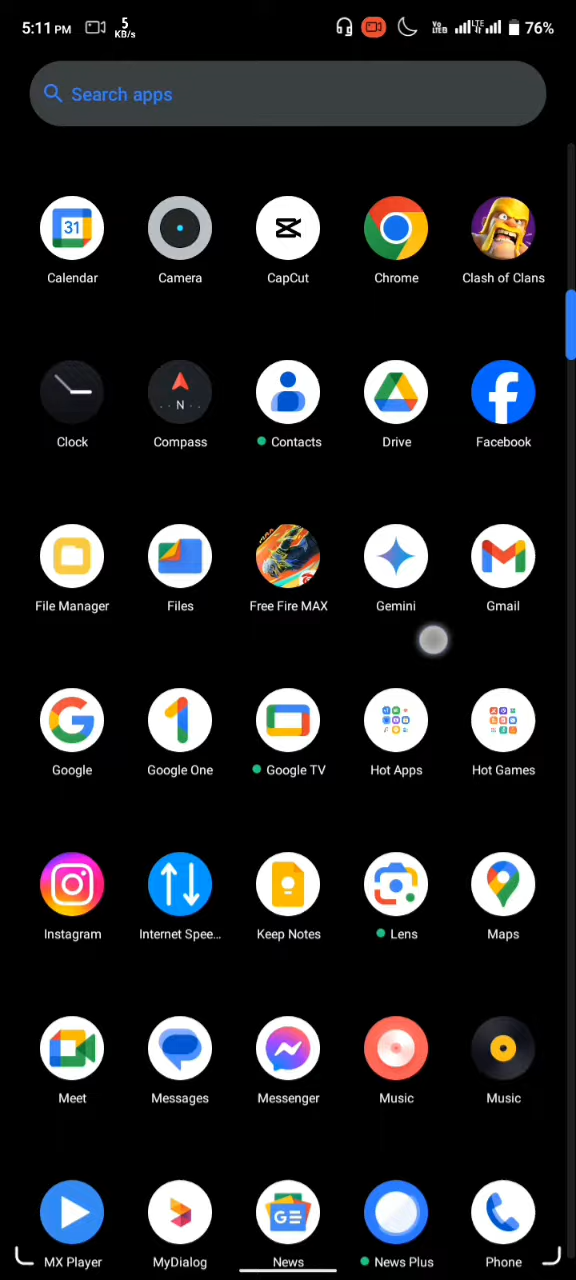 5:11 PM 5 KB/s Vo LTE LTE 76%
Search apps
31
Calendar Camera CapCut Chrome Clash of Clans
N
Clock Compass Contacts Drive Facebook
File Manager Files Free Fire MAX Gemini Gmail
Google Google One Google TV Hot Apps Hot Games
Instagram Internet Spee... Keep Notes Lens Maps
Meet Messages Messenger Music Music
MX Player MyDialog News News Plus Phone